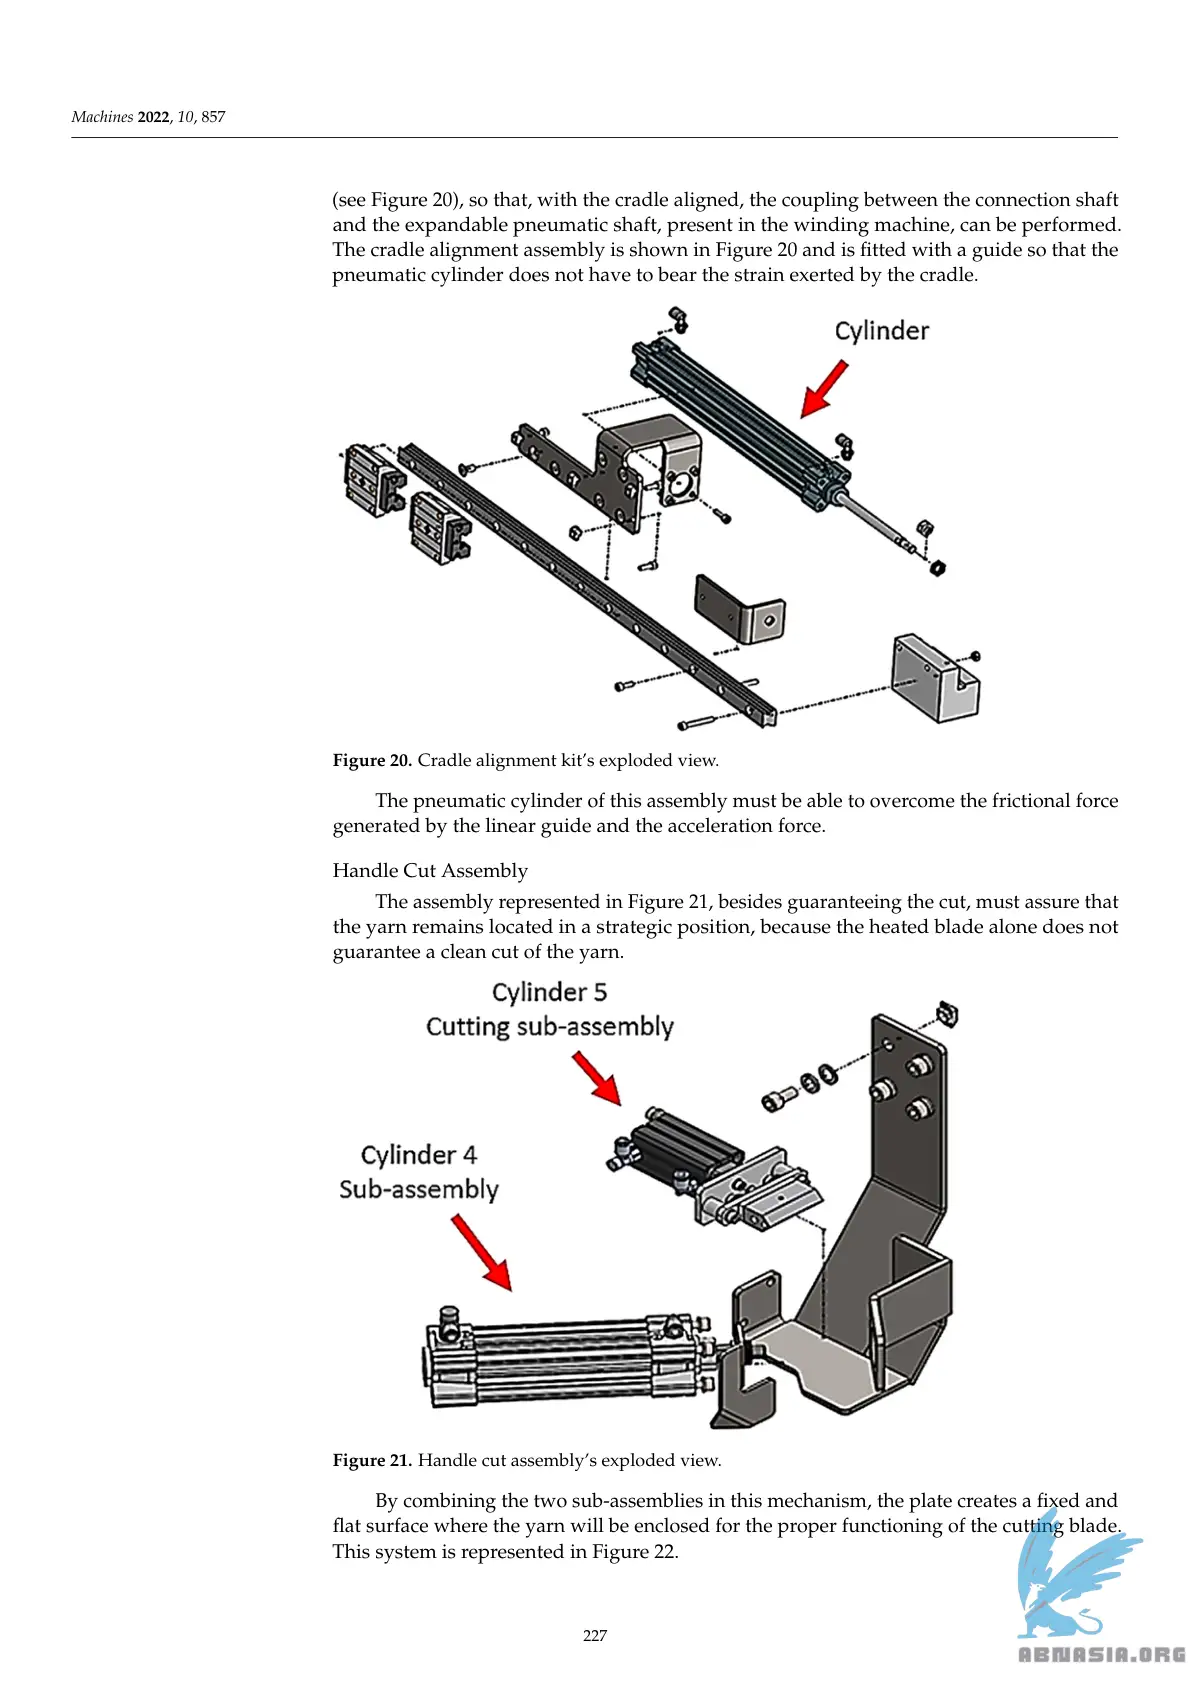 Machines 2022, 10, 857
(see Figure 20), so that, with the cradle aligned, the coupling between the connection shaft
and the expandable pneumatic shaft, present in the winding machine, can be performed.
The cradle alignment assembly is shown in Figure 20 and is fitted with a guide so that the
pneumatic cylinder does not have to bear the strain exerted by the cradle.
Cylinder
Figure 20. Cradle alignment kit’s exploded view.
The pneumatic cylinder of this assembly must be able to overcome the frictional force
generated by the linear guide and the acceleration force.
Handle Cut Assembly
The assembly represented in Figure 21, besides guaranteeing the cut, must assure that
the yarn remains located in a strategic position, because the heated blade alone does not
guarantee a clean cut of the yarn.
Cylinder 5
Cutting sub-assembly
Cylinder 4
Sub-assembly
Figure 21. Handle cut assembly’s exploded view.
By combining the two sub-assemblies in this mechanism, the plate creates a fixed and
flat surface where the yarn will be enclosed for the proper functioning of the cutting blade.
This system is represented in Figure 22.
227
ABNASIA.ORG